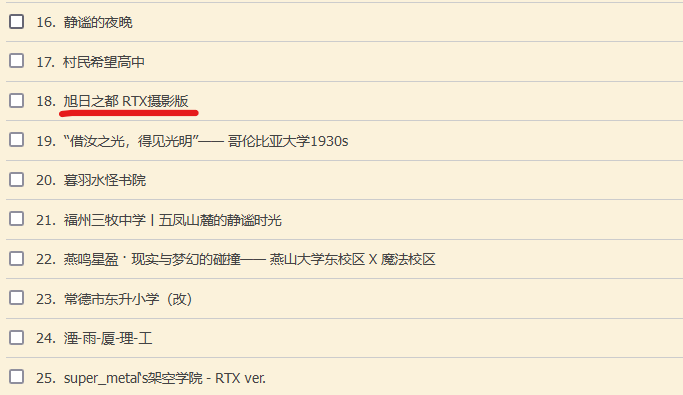 16. 静谧的夜晚
17. 村民希望高中
18. 旭日之都 RTX摄影版
19. “借汝之光，得见光明”—— 哥伦比亚大学1930s
20. 暮羽水怪书院
21. 福州三牧中学丨五凤山麓的静谧时光
22. 燕鸣星盈·现实与梦幻的碰撞—— 燕山大学东校区 X 魔法校区
23. 常德市东升小学（改）
24. 湮-雨-厦-理-工
25. super_metal's架空学院 - RTX ver.